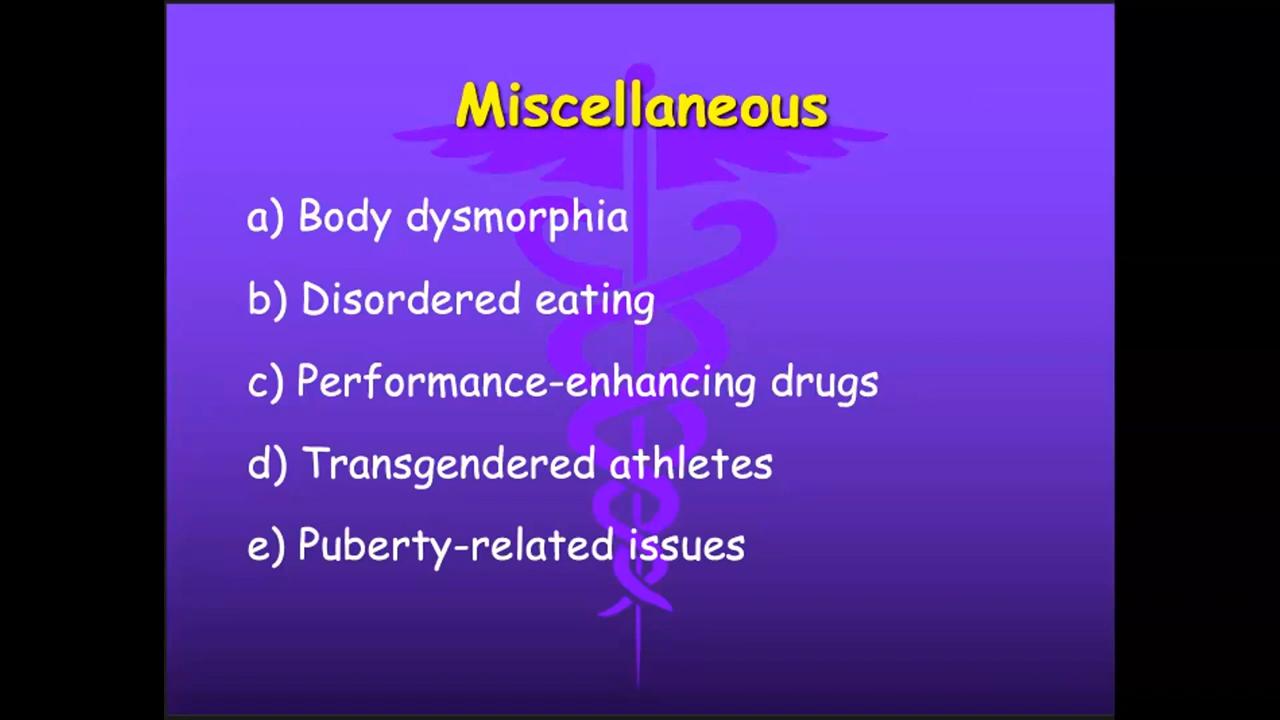 Miscellaneous
a) Body dysmorphia
b) Disordered eating
c) Performance-enhancing drugs
d) Transgendered athletes
e) Puberty-related issues